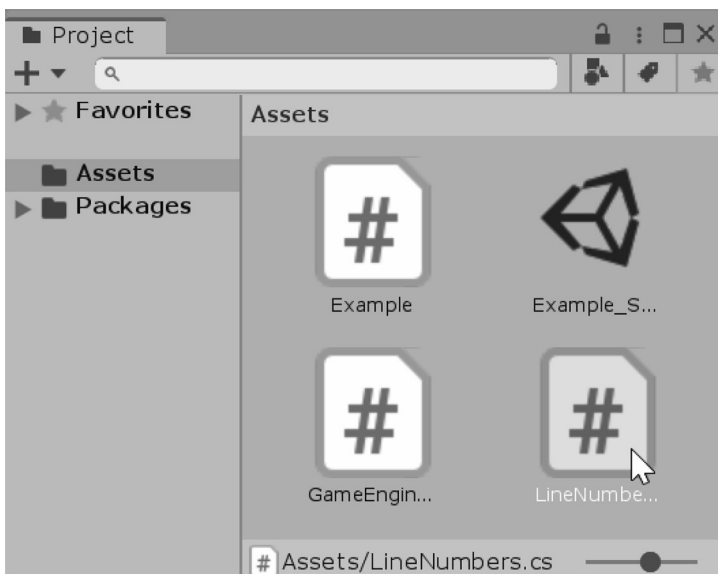 Project
Favorites
Assets
Packages
Assets
Example
Example_S...
GameEngin...
LineNumbe...
Assets/LineNumbers.cs